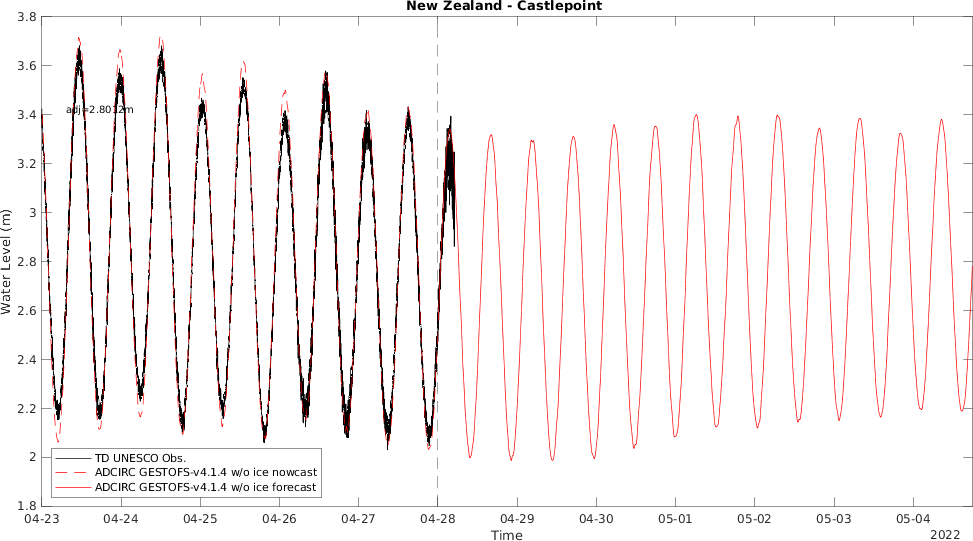 New Zealand - Castlepoint
3.8
3.6
3.4
3.2
3
2.8
2.6
2.4
2.2
2
1.8
Water Level (m)
adj=2.8012m
TD UNESCO Obs.
ADCIRC GESTOFS-v4.1.4 w/o ice nowcast
ADCIRC GESTOFS-v4.1.4 w/o ice forecast
04-23 04-24 04-25 04-26 04-27 04-28 04-29 04-30 05-01 05-02 05-03 05-04
Time
2022